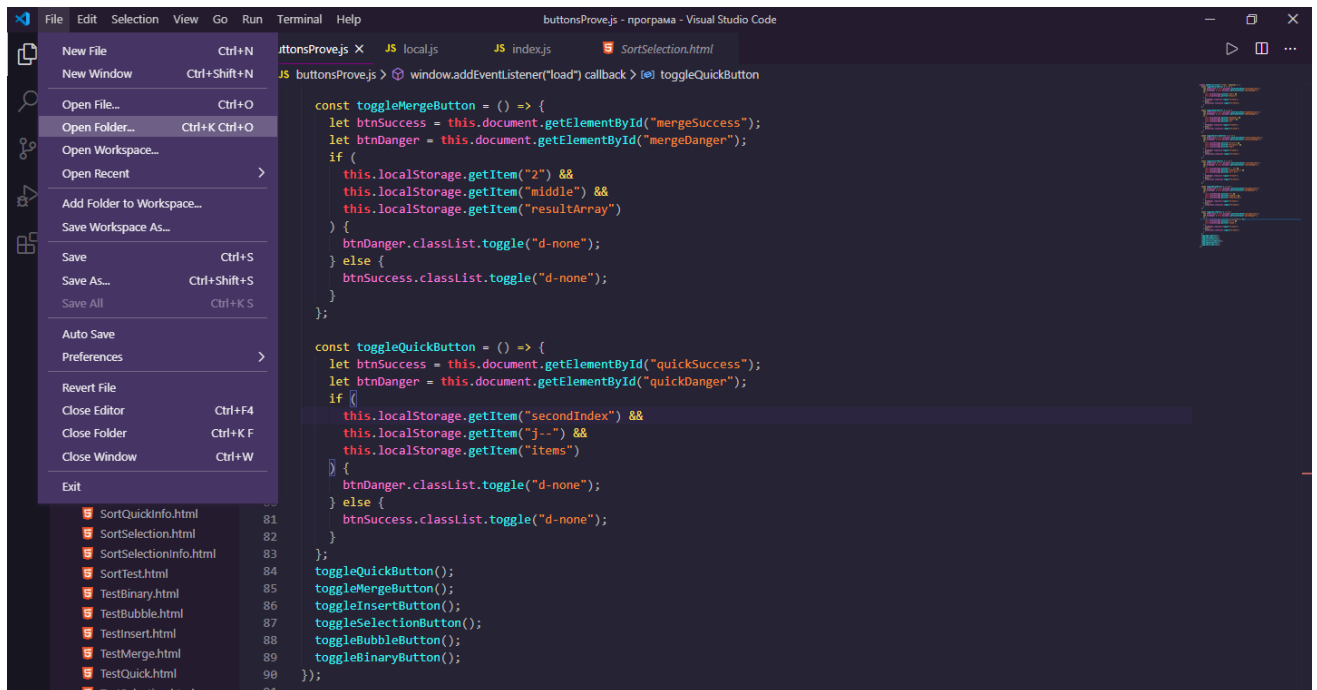 File Edit Selection View Go Run Terminal Help
buttonsProve.js - програма - Visual Studio Code
New File Ctrl+N
New Window Ctrl+Shift+N
Open File... Ctrl+O
Open Folder... Ctrl+K Ctrl+O
Open Workspace...
Open Recent
Add Folder to Workspace...
Save Workspace As...
Save Ctrl+S
Save As... Ctrl+Shift+S
Save All Ctrl+K S
Auto Save
Preferences
Revert File
Close Editor Ctrl+F4
Close Folder Ctrl+K F
Close Window Ctrl+W
Exit
SortQuickInfo.html
SortSelection.html
SortSelectionInfo.html
SortTest.html
TestBinary.html
TestBubble.html
TestInsert.html
TestMerge.html
TestQuick.html
ttonsProve.js JS local.js JS index.js SortSelection.html
JS buttonsProve.js > window.addEventListener("load") callback > toggleQuickButton
const toggleMergeButton = () => {
let btnSuccess = this.document.getElementById("mergeSuccess");
let btnDanger = this.document.getElementById("mergeDanger");
if (
this.localStorage.getItem("2") &&
this.localStorage.getItem("middle") &&
this.localStorage.getItem("resultArray")
) {
btnDanger.classList.toggle("d-none");
} else {
btnSuccess.classList.toggle("d-none");
}
};
const toggleQuickButton = () => {
let btnSuccess = this.document.getElementById("quickSuccess");
let btnDanger = this.document.getElementById("quickDanger");
if (
this.localStorage.getItem("secondIndex") &&
this.localStorage.getItem("j--") &&
this.localStorage.getItem("items")
) {
btnDanger.classList.toggle("d-none");
} else {
81 btnSuccess.classList.toggle("d-none");
82 }
83 };
84 toggleQuickButton();
85 toggleMergeButton();
86 toggleInsertButton();
87 toggleSelectionButton();
88 toggleBubbleButton();
89 toggleBinaryButton();
90 });